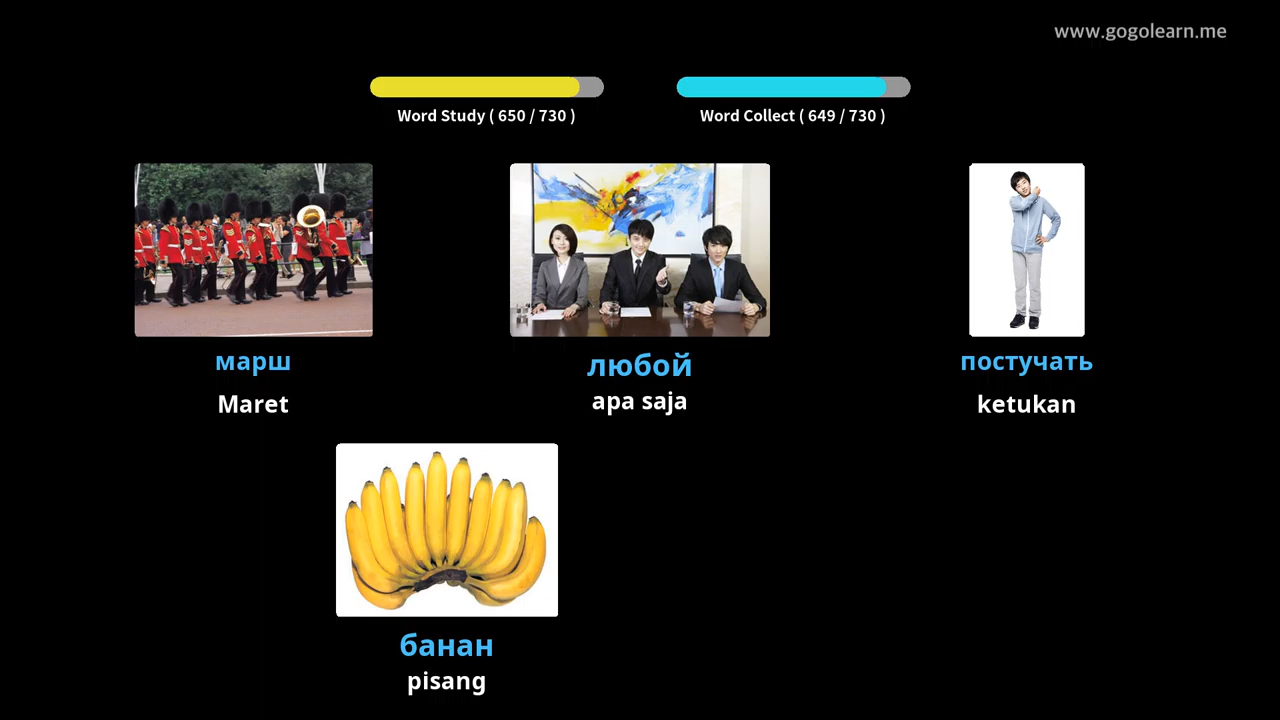 www.gogolearn.me
Word Study ( 650 / 730 )
Word Collect ( 649 / 730 )
марш
Maret
любой
apa saja
постучать
ketukan
банан
pisang